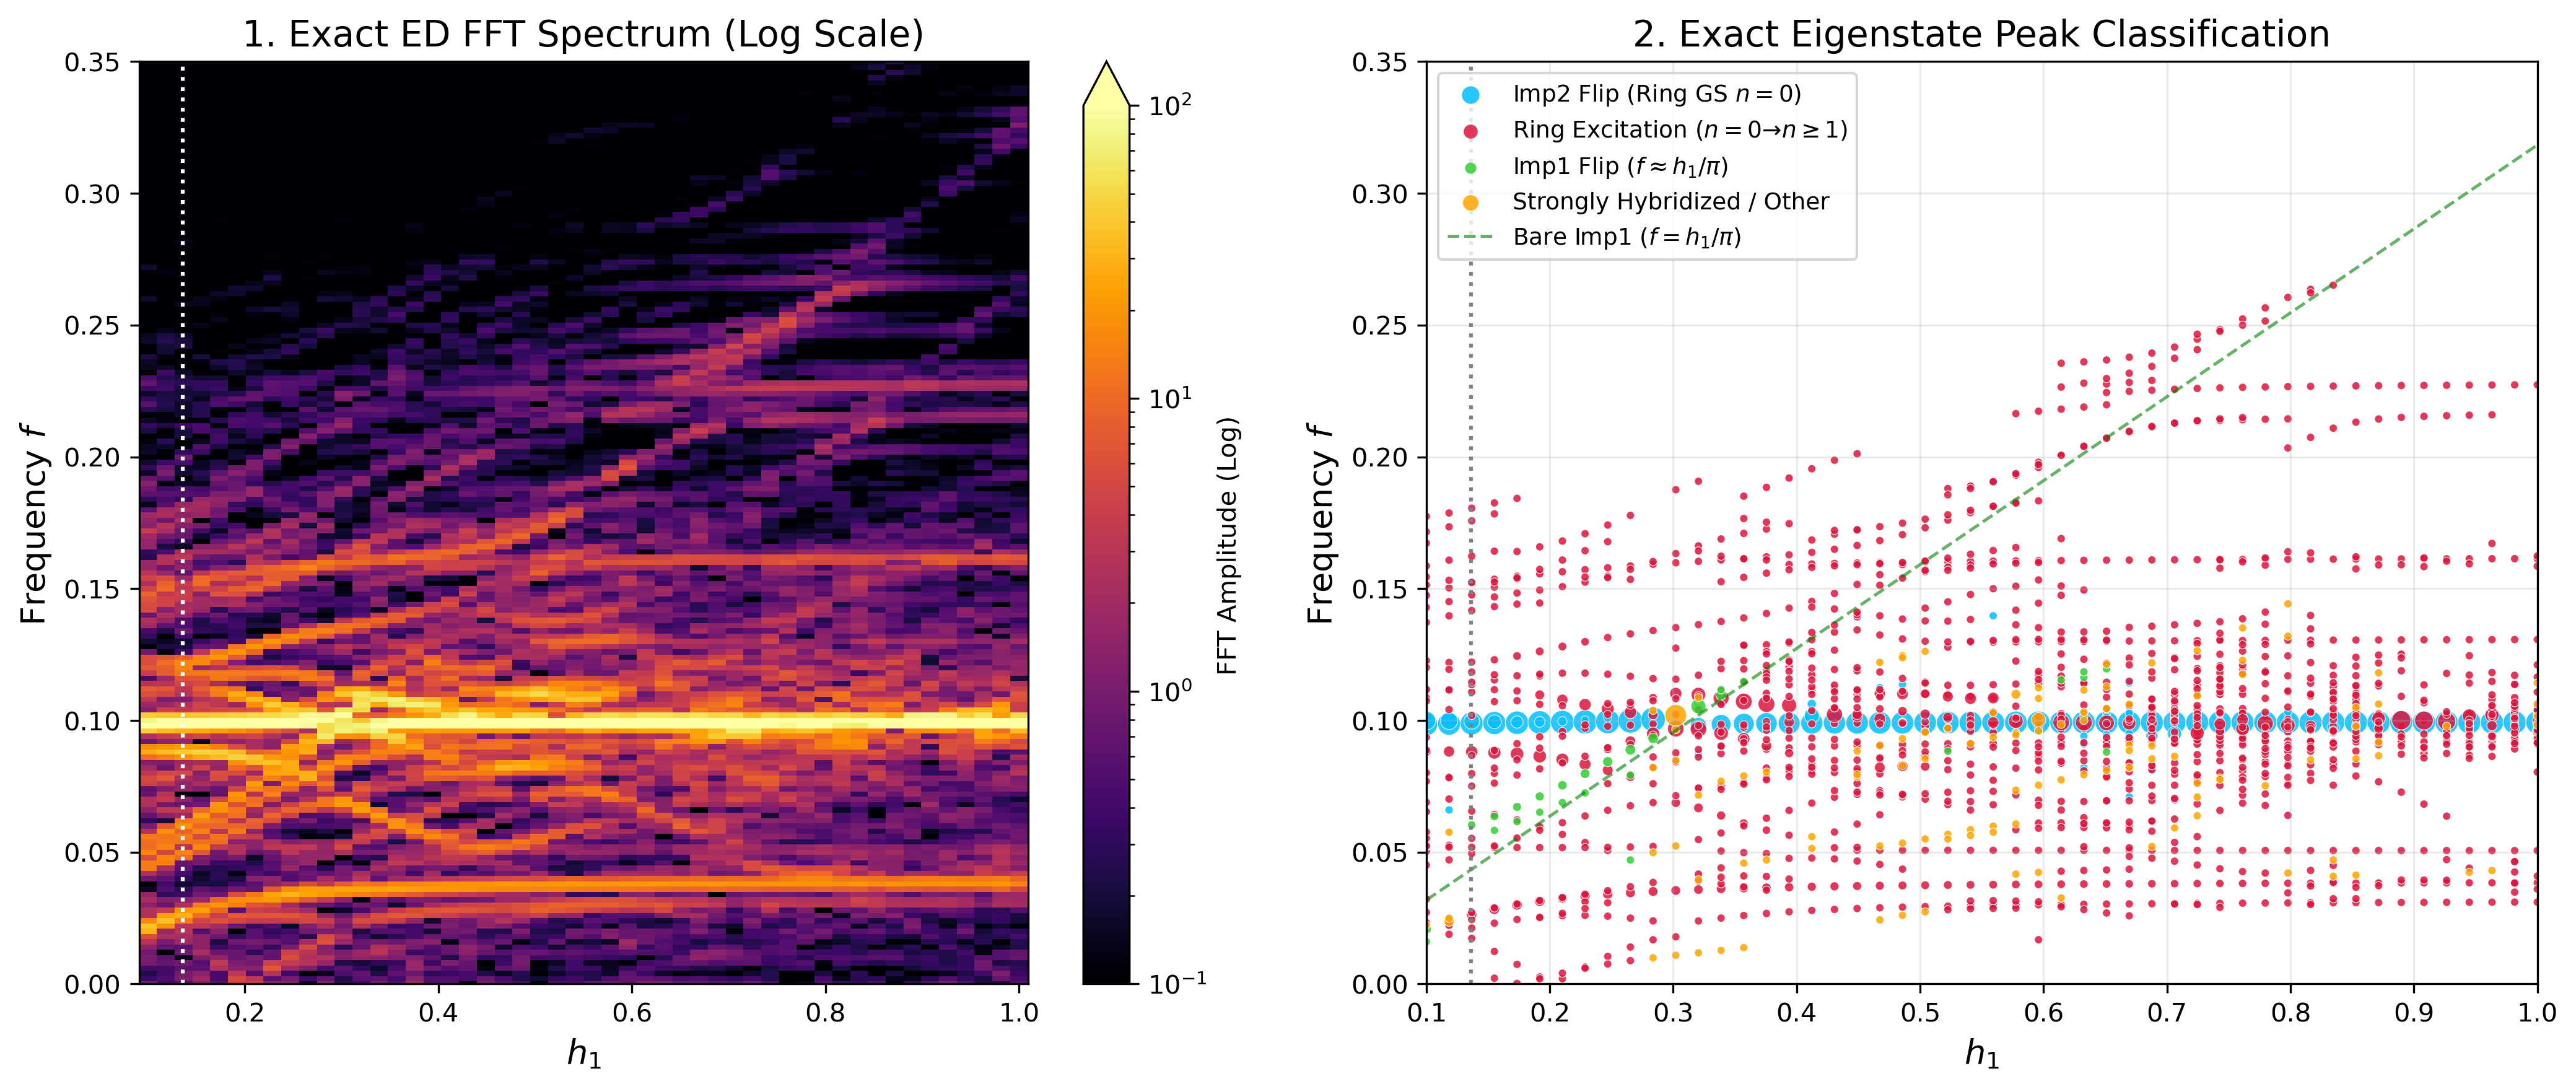 1. Exact ED FFT Spectrum (Log Scale)
Frequency f
0.35
0.30
0.25
0.20
0.15
0.10
0.05
0.00
0.2
0.4
0.6
0.8
1.0
h₁
10²
10¹
10⁰
10⁻¹
FFT Amplitude (Log)
2. Exact Eigenstate Peak Classification
Imp2 Flip (Ring GS n = 0)
Ring Excitation (n = 0→n ≥ 1)
Imp1 Flip (f ≈ h₁/π)
Strongly Hybridized / Other
Bare Imp1 (f = h₁/π)
Frequency f
0.35
0.30
0.25
0.20
0.15
0.10
0.05
0.00
0.1
0.2
0.3
0.4
0.5
0.6
0.7
0.8
0.9
1.0
h₁